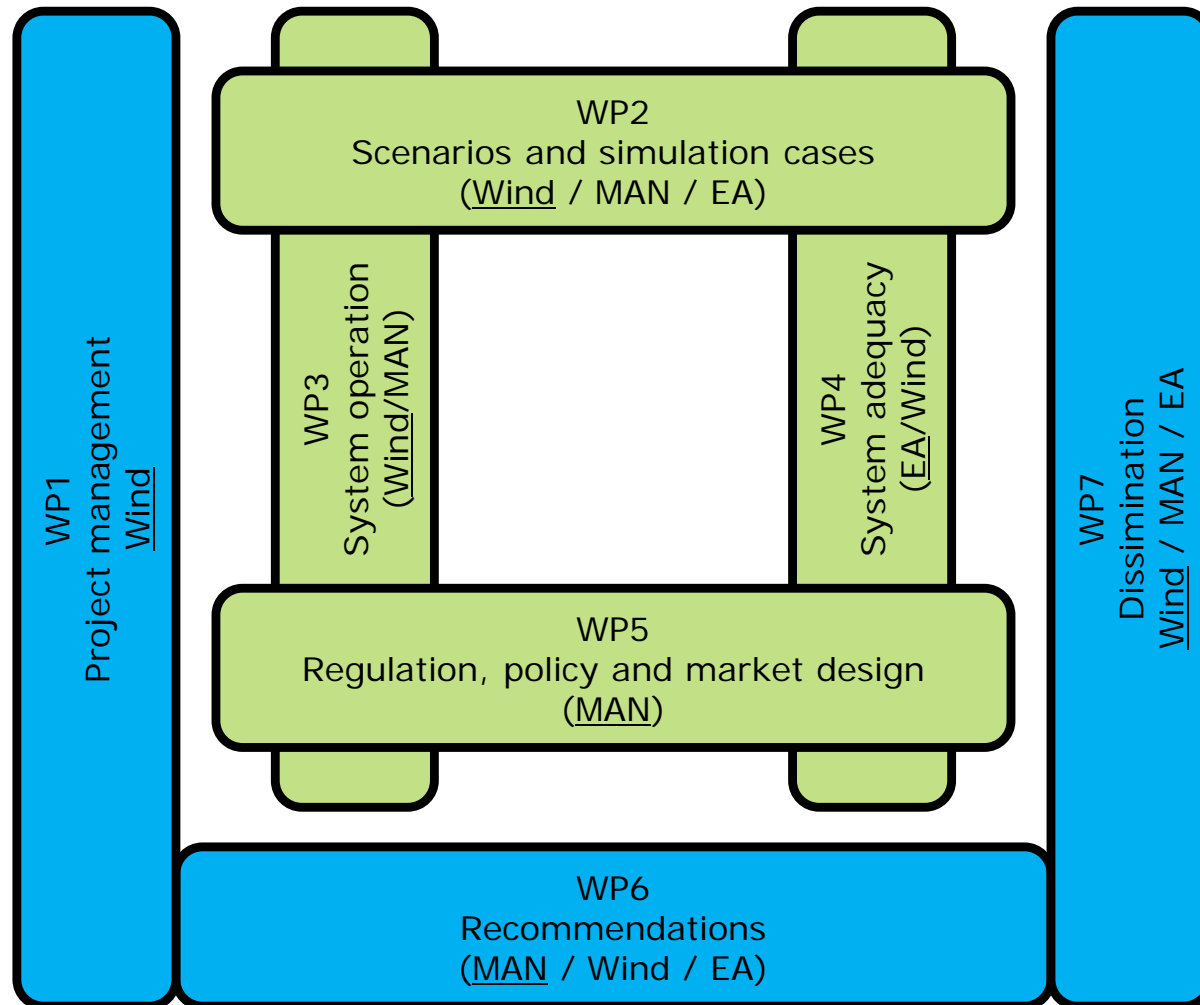 WP1
Project management
Wind
WP2
Scenarios and simulation cases
(Wind / MAN / EA)
WP3
System operation
(Wind/MAN)
WP4
System adequacy
(EA/Wind)
WP5
Regulation, policy and market design
(MAN)
WP6
Recommendations
(MAN / Wind / EA)
WP7
Dissimination
Wind / MAN / EA